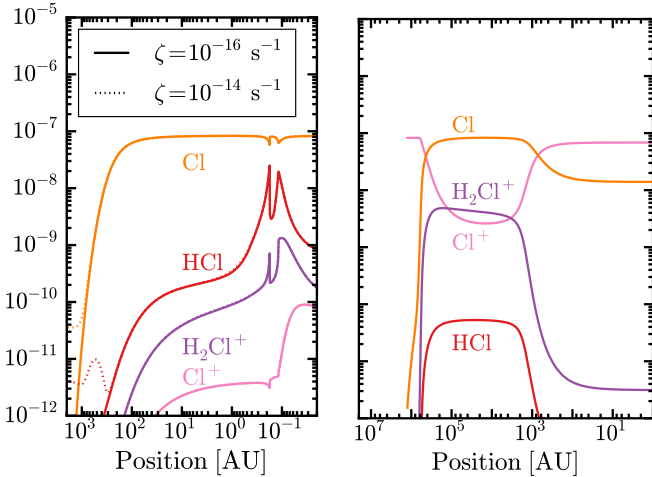 10⁻⁵
10⁻⁶
10⁻⁷
10⁻⁸
10⁻⁹
10⁻¹⁰
10⁻¹¹
10⁻¹²
ζ=10⁻¹⁶ s⁻¹
ζ=10⁻¹⁴ s⁻¹
Cl
HCl
H₂Cl⁺
Cl⁺
10³ 10² 10¹ 10⁰ 10⁻¹
Position [AU]
Cl
H₂Cl⁺
Cl⁺
HCl
10⁷ 10⁵ 10³ 10¹
Position [AU]